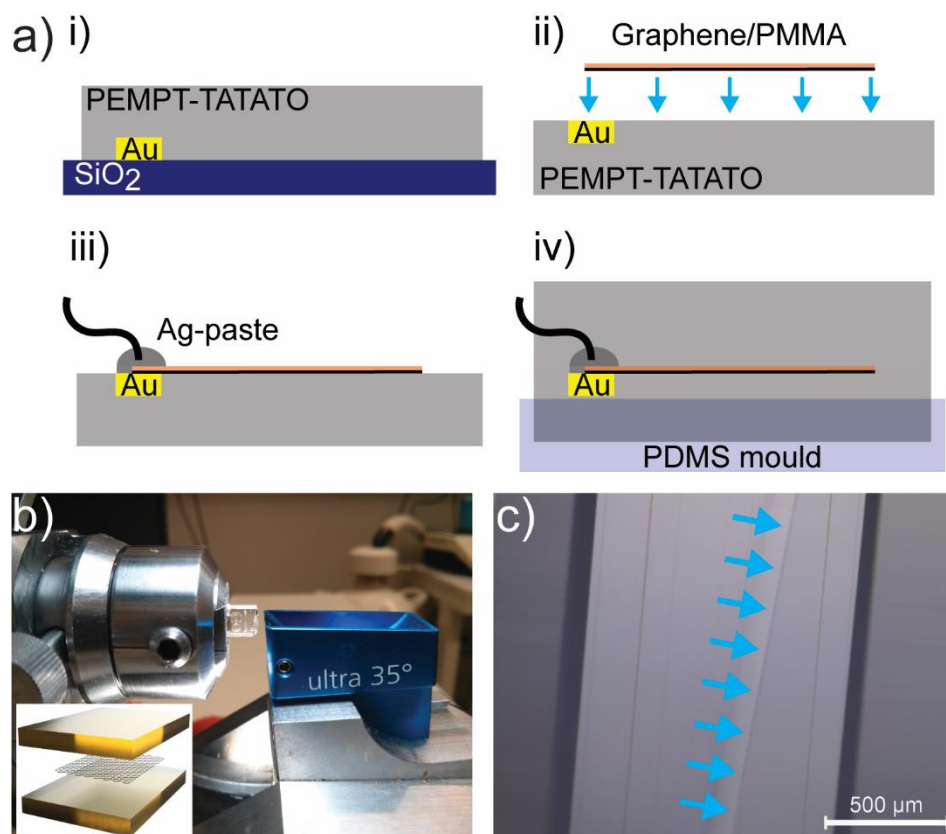 a)
i)
PEMPT-TATATO
Au
SiO2
ii)
Graphene/PMMA
Au
PEMPT-TATATO
iii)
Ag-paste
Au
iv)
Au
PDMS mould
b)
ultra 35°
c)
500 µm